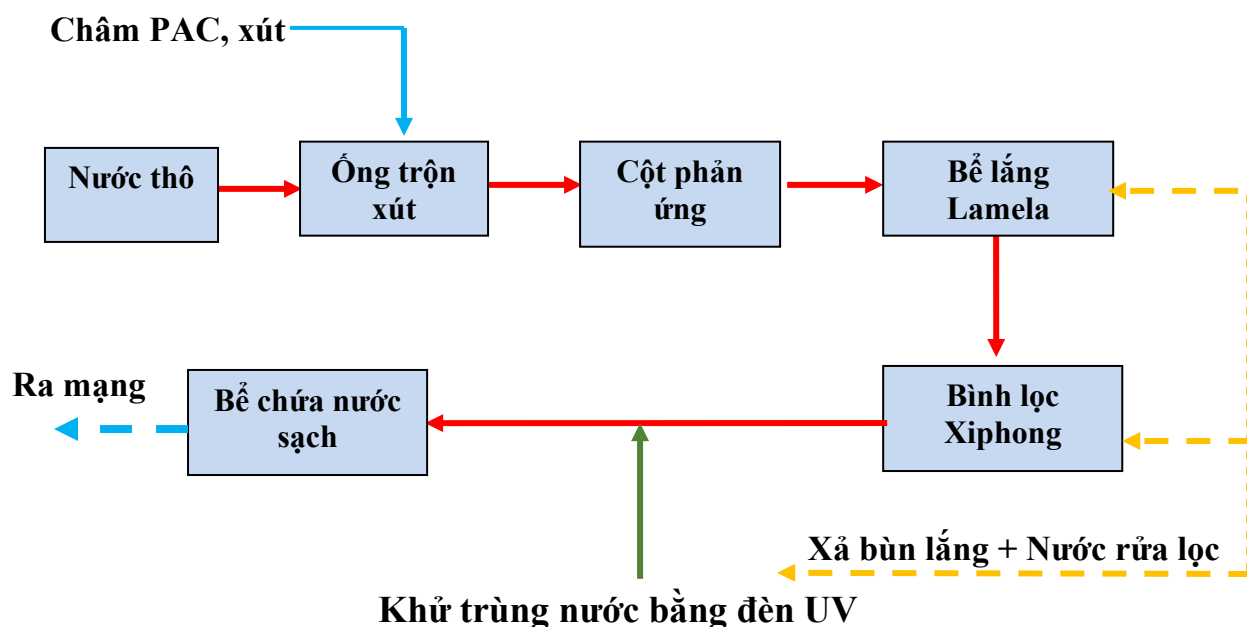 Châm PAC, xút
Nước thô
Ống trộn
xút
Cột phản
ứng
Bể lắng
Lamela
Ra mạng
Bể chứa nước
sạch
Bình lọc
Xiphong
Xả bùn lắng + Nước rửa lọc
Khử trùng nước bằng đèn UV